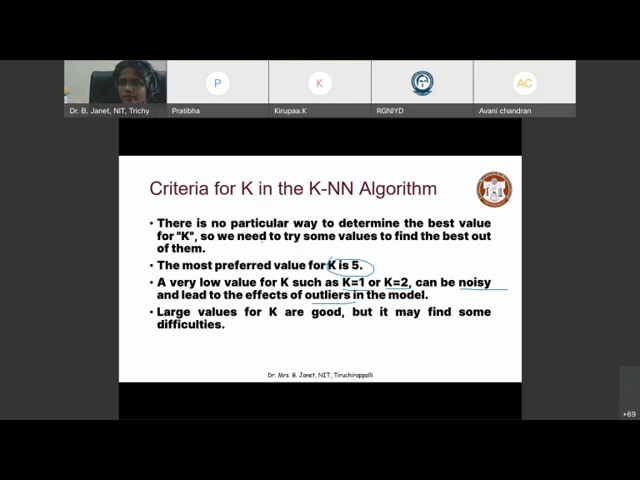 P
K
AC
Dr. B. Janet, NIT, Trichy
Pratibha
Kirupaa.K
RGNIYD
Avani chandran
Criteria for K in the K-NN Algorithm
• There is no particular way to determine the best value
for "K", so we need to try some values to find the best out
of them.
• The most preferred value for K is 5.
• A very low value for K such as K=1 or K=2, can be noisy
and lead to the effects of outliers in the model.
• Large values for K are good, but it may find some
difficulties.
Dr. Mrs. B. Janet, NIT, Tiruchirappalli
+69